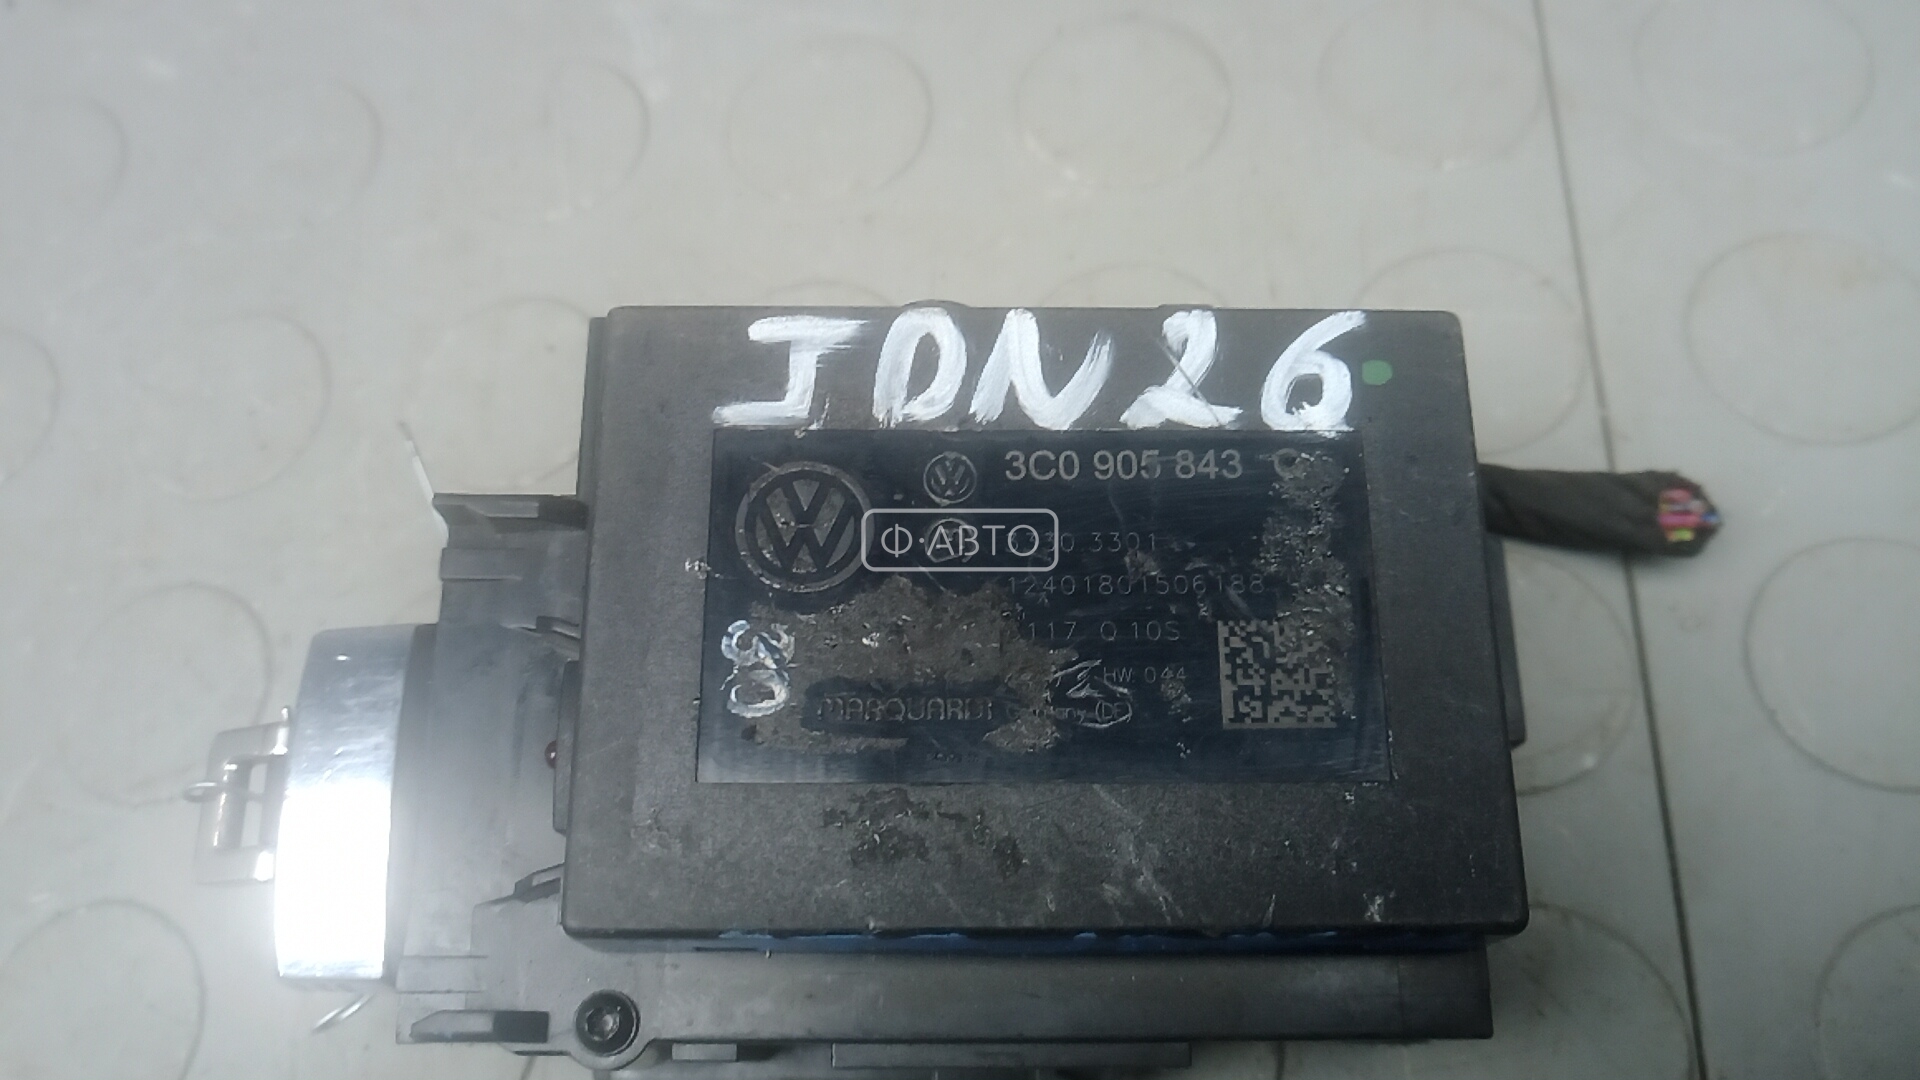 JDN26
3C0 905 843
Ф·АВТО
3301
12401801506188
117 Q 10S
HW: 044
MARQUARDT